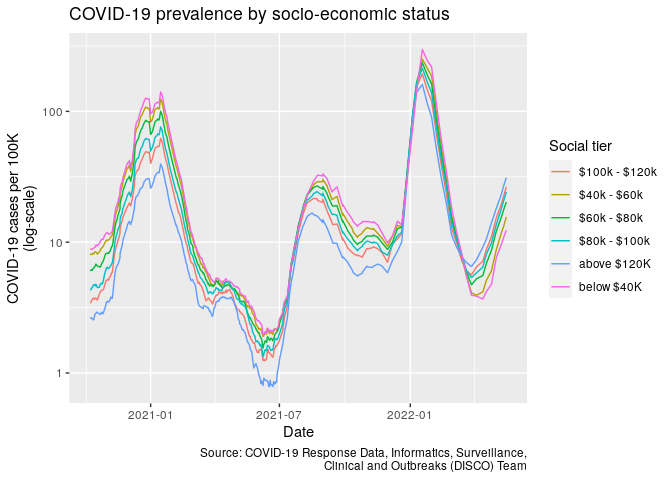 COVID-19 prevalence by socio-economic status
COVID-19 cases per 100K
(log-scale)
100
10
1
2021-01
2021-07
2022-01
Date
Social tier
$100k - $120k
$40k - $60k
$60k - $80k
$80k - $100k
above $120K
below $40K
Source: COVID-19 Response Data, Informatics, Surveillance,
Clinical and Outbreaks (DISCO) Team